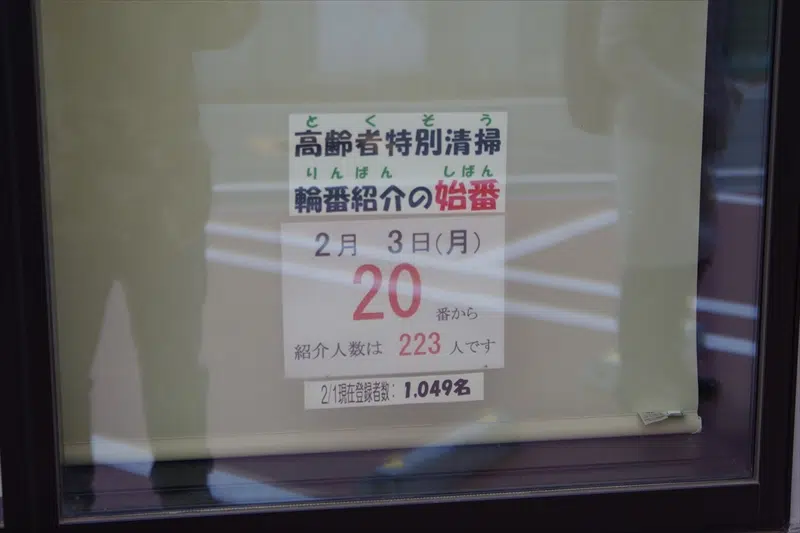 とくそう
高齢者特別清掃
りんばん しばん
輪番紹介の始番
2月 3日(月)
20番から
紹介人数は 223 人です
2/1現在登録者数： 1.049名